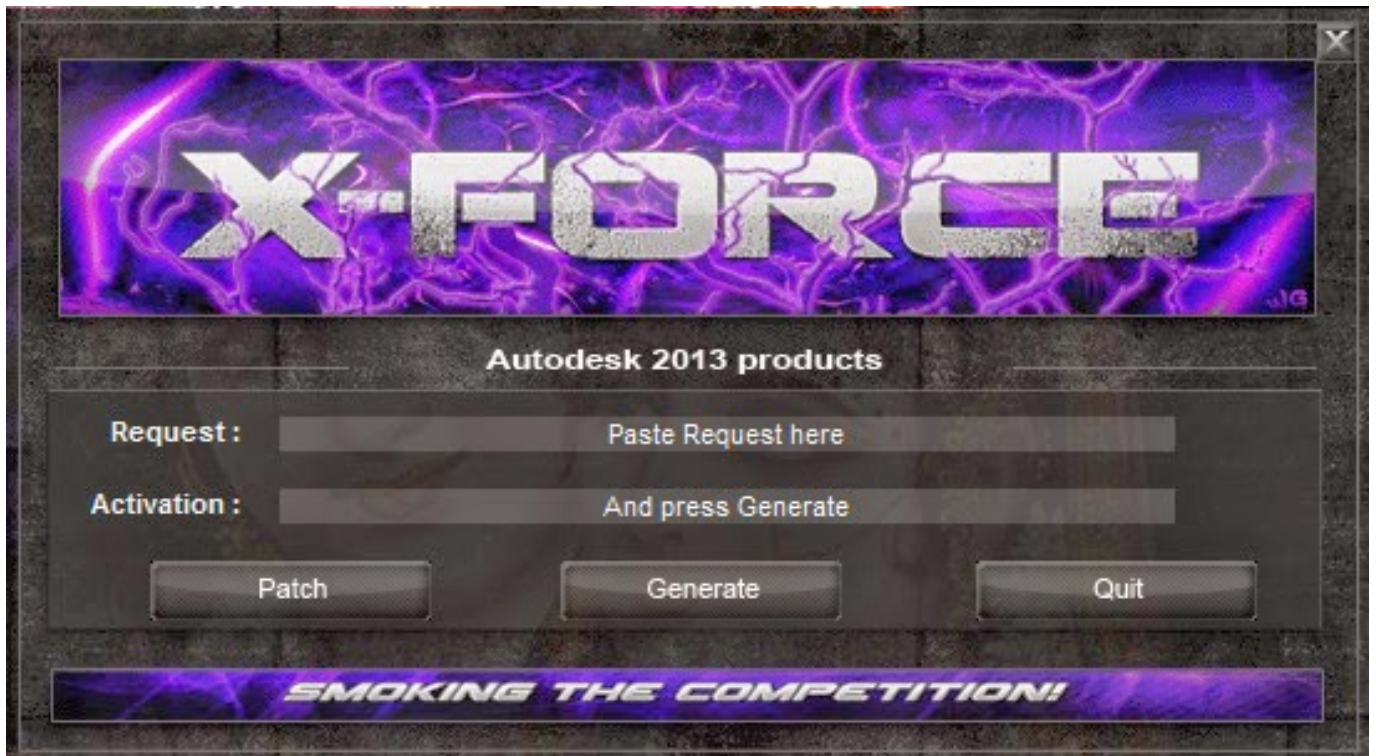 X
X-FORCE
Autodesk 2013 products
Request :
Paste Request here
Activation :
And press Generate
Patch
Generate
Quit
SMOKING THE COMPETITION!